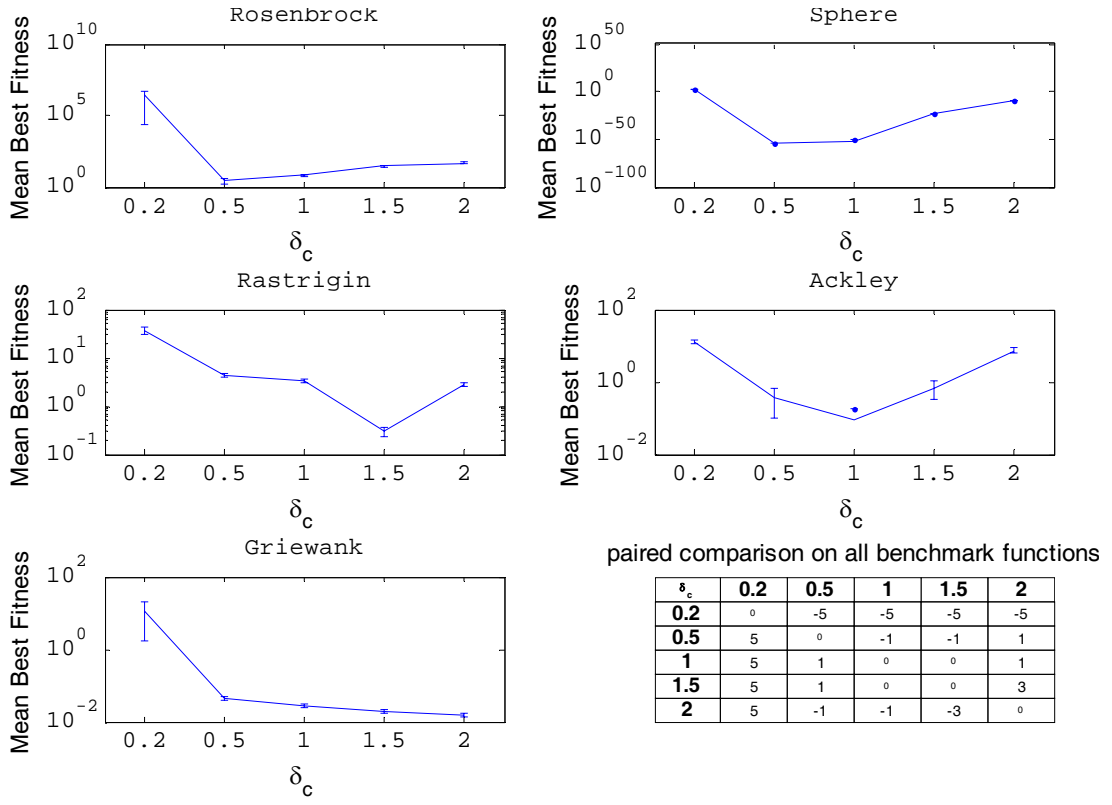 Rosenbrock
Mean Best Fitness
10^10
10^5
10^0
0.2 0.5 1 1.5 2
δ_c
Sphere
Mean Best Fitness
10^50
10^0
10^-50
10^-100
0.2 0.5 1 1.5 2
δ_c
Rastrigin
Mean Best Fitness
10^2
10^1
10^0
10^-1
0.2 0.5 1 1.5 2
δ_c
Ackley
Mean Best Fitness
10^2
10^0
10^-2
0.2 0.5 1 1.5 2
δ_c
Griewank
Mean Best Fitness
10^2
10^0
10^-2
0.2 0.5 1 1.5 2
δ_c
paired comparison on all benchmark functions
δ_c 0.2 0.5 1 1.5 2
0.2 0 -5 -5 -5 -5
0.5 5 0 -1 -1 1
1 5 1 0 0 1
1.5 5 1 0 0 3
2 5 -1 -1 -3 0